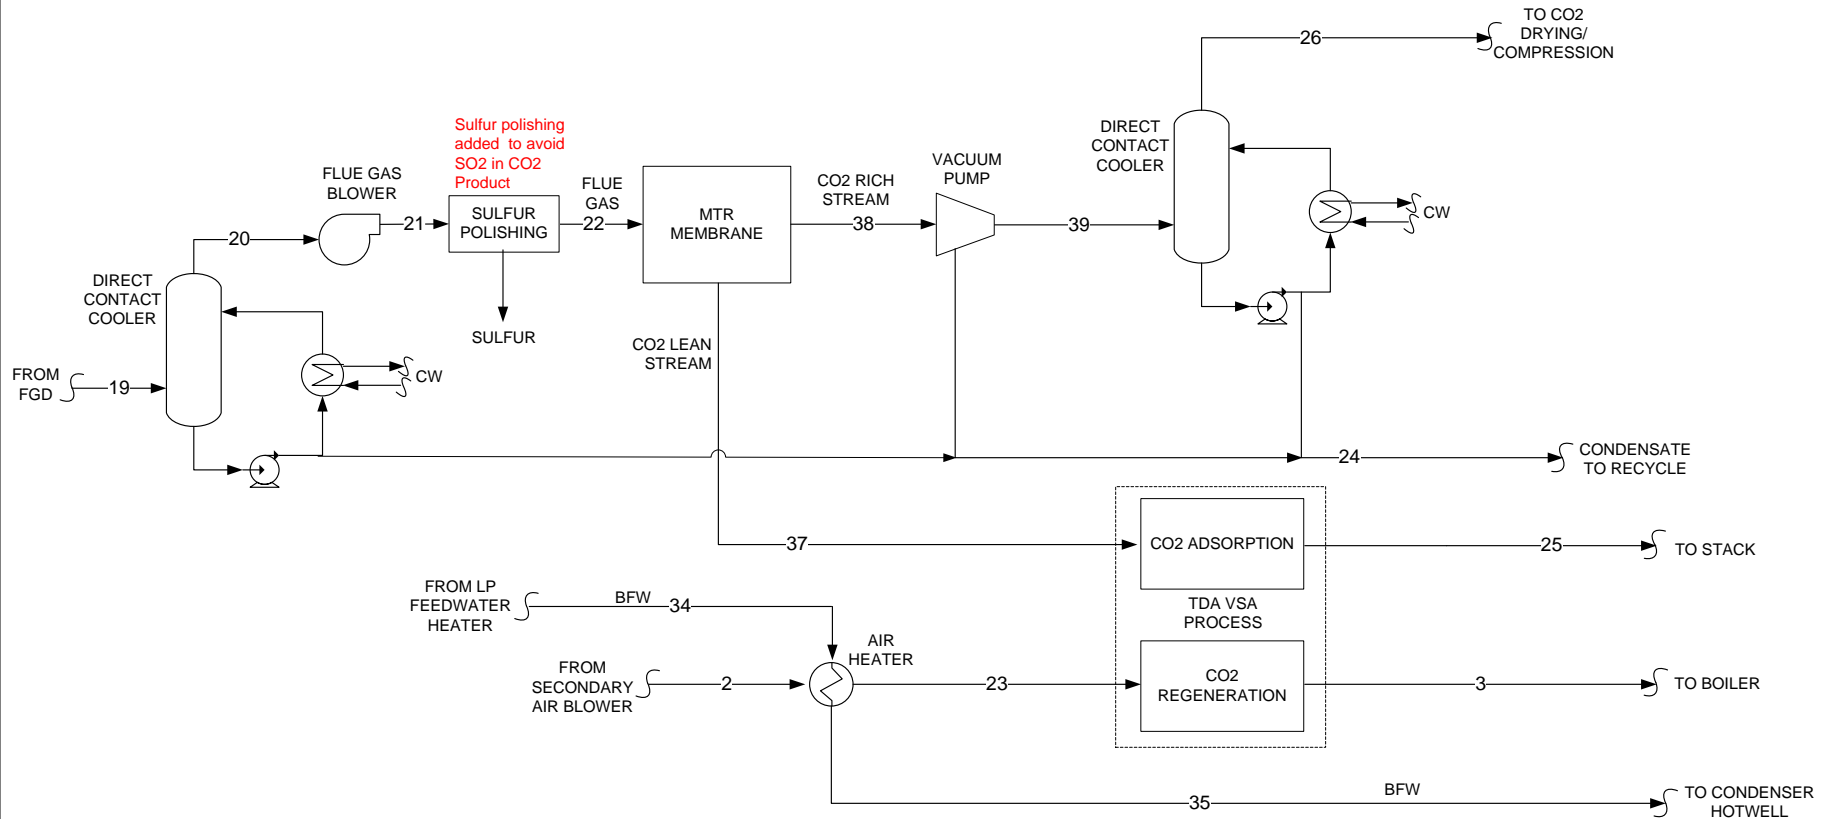 TO CO2
DRYING/
COMPRESSION
26
Sulfur polishing
added  to avoid
SO2 in CO2
Product
DIRECT
CONTACT
COOLER
VACUUM
PUMP
FLUE GAS
BLOWER
FLUE
GAS
CO2 RICH
STREAM
SULFUR
POLISHING
MTR
MEMBRANE
CW
20
21
22
38
39
DIRECT
CONTACT
COOLER
SULFUR
CO2 LEAN
STREAM
FROM
FGD
19
CW
24
CONDENSATE
TO RECYCLE
37
CO2 ADSORPTION
25
TO STACK
FROM LP
FEEDWATER
HEATER
BFW
34
TDA VSA
PROCESS
AIR
HEATER
FROM
SECONDARY
AIR BLOWER
2
23
CO2
REGENERATION
3
TO BOILER
35
BFW
TO CONDENSER
HOTWELL